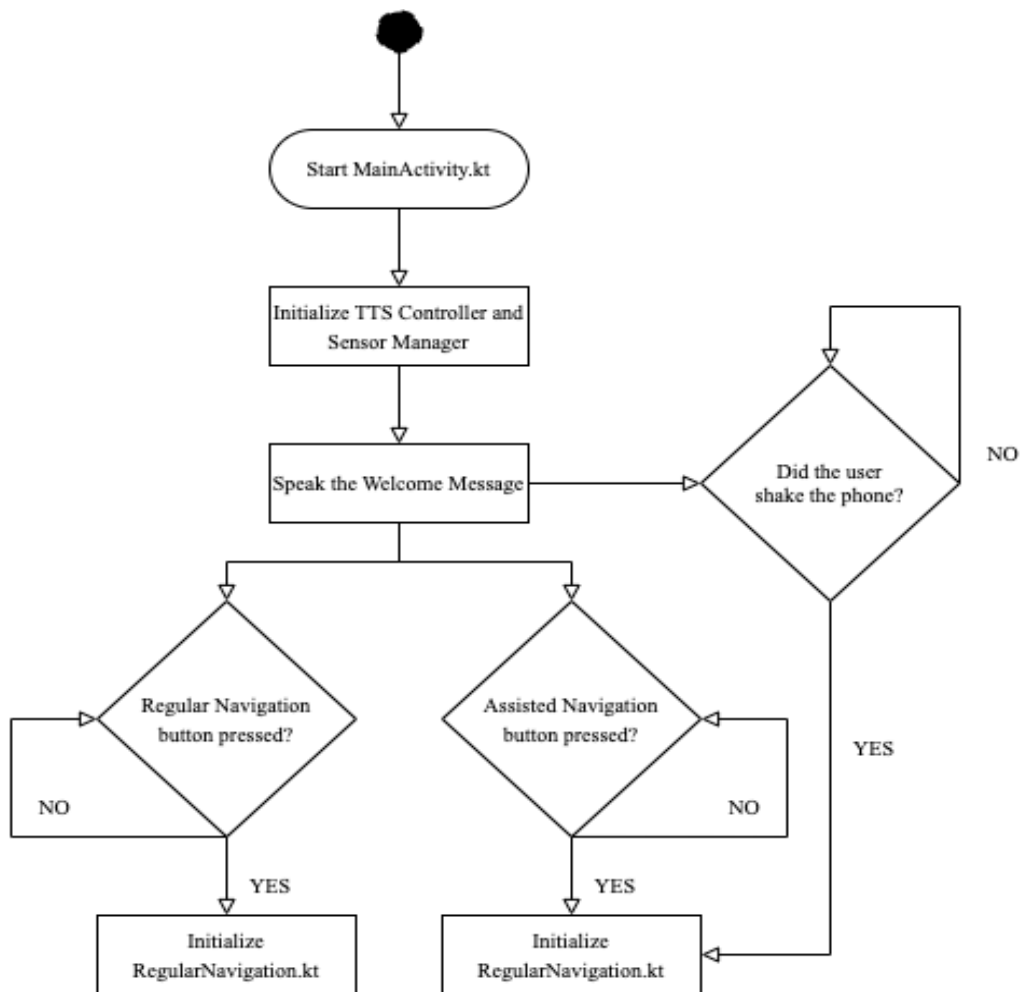 Start MainActivity.kt
Initialize TTS Controller and
Sensor Manager
Speak the Welcome Message
Did the user
shake the phone?
NO
Regular Navigation
button pressed?
Assisted Navigation
button pressed?
YES
NO
NO
YES
YES
Initialize
RegularNavigation.kt
Initialize
RegularNavigation.kt